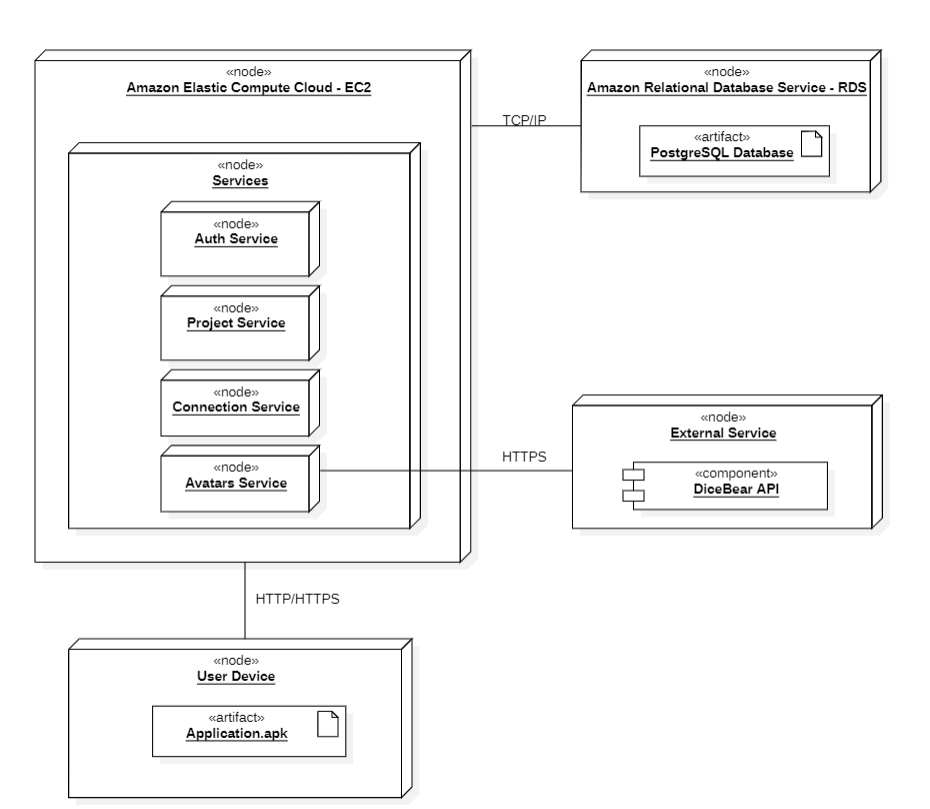 «node»
Amazon Elastic Compute Cloud - EC2
«node»
Services
«node»
Auth Service
«node»
Project Service
«node»
Connection Service
«node»
Avatars Service
TCP/IP
«node»
Amazon Relational Database Service - RDS
«artifact»
PostgreSQL Database
HTTPS
«node»
External Service
«component»
DiceBear API
HTTP/HTTPS
«node»
User Device
«artifact»
Application.apk